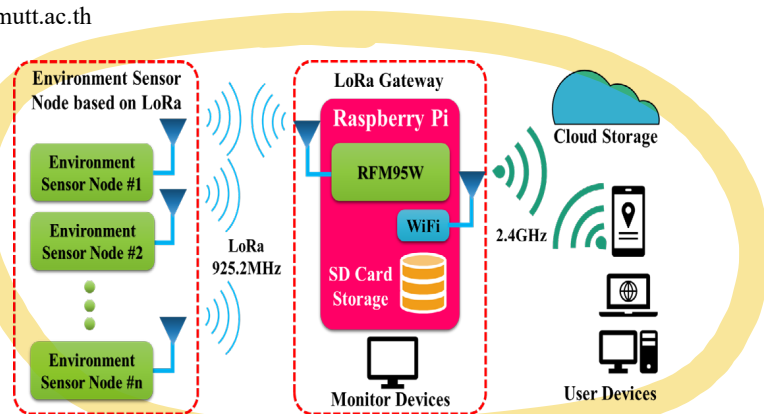 mutt.ac.th
Environment Sensor
Node based on LoRa
Environment
Sensor Node #1
Environment
Sensor Node #2
Environment
Sensor Node #n
LoRa
925.2MHz
LoRa Gateway
Raspberry Pi
RFM95W
WiFi
SD Card
Storage
Monitor Devices
2.4GHz
Cloud Storage
User Devices